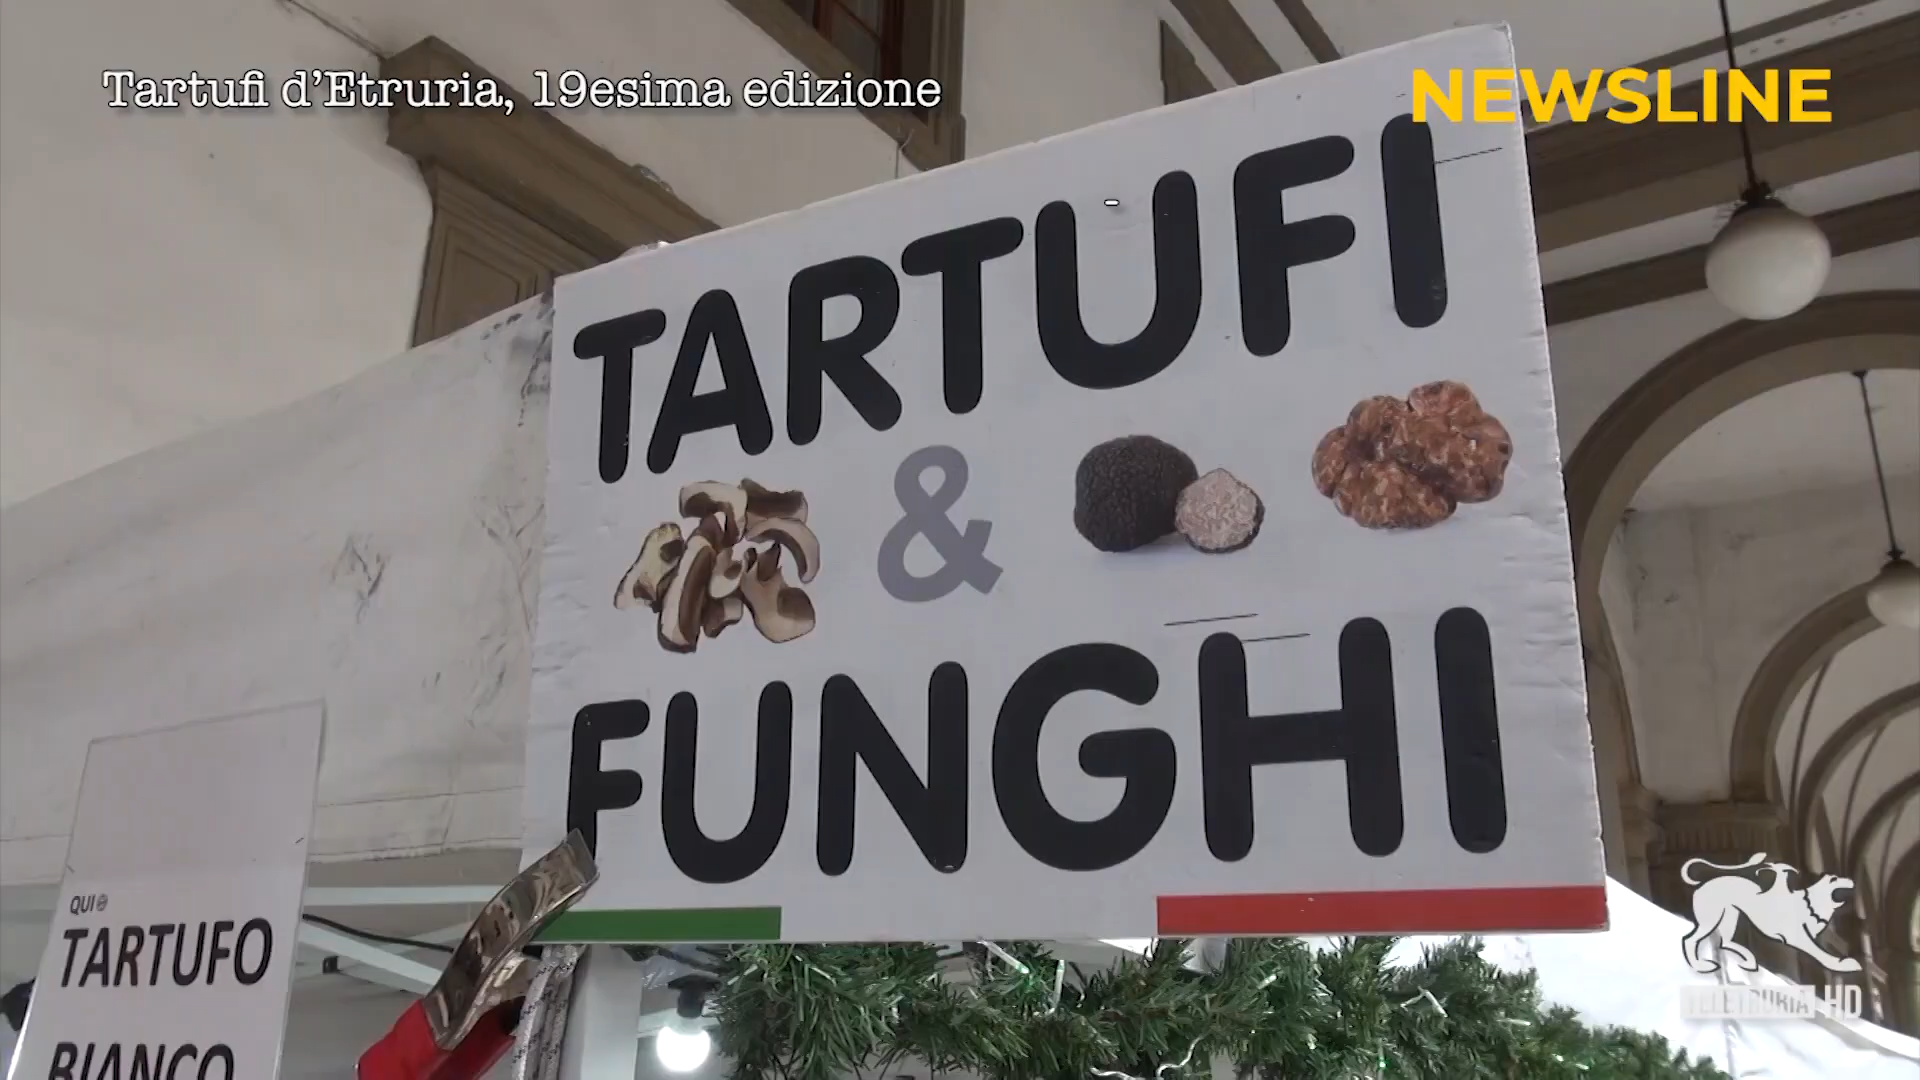 Tartufi d'Etruria, 19esima edizione
NEWSLINE
TARTUFI
&
FUNGHI
QUI
TARTUFO
BIANCO
TELETRURIA HD